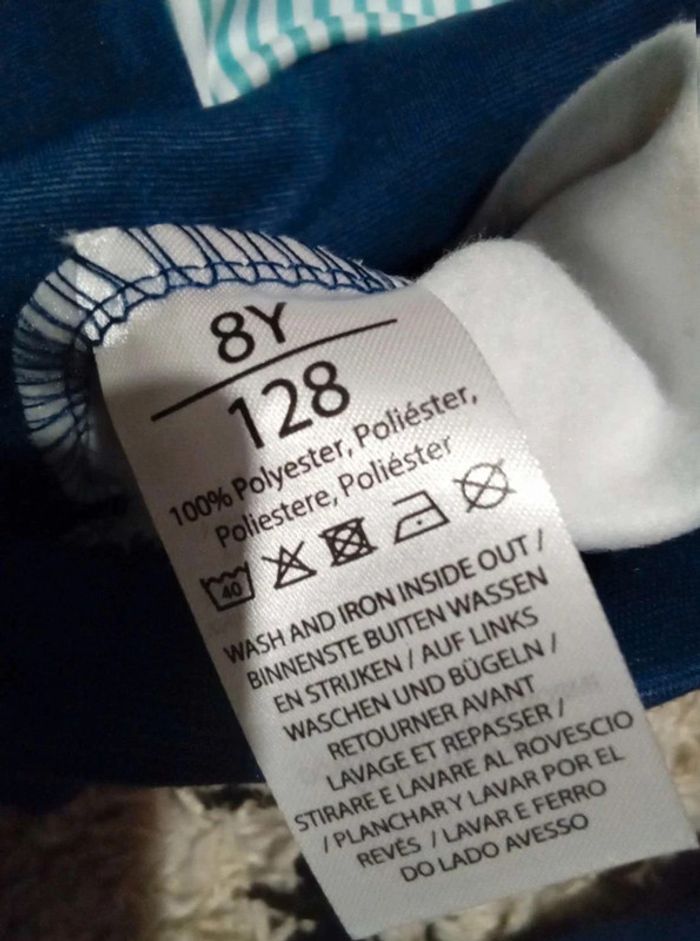 8Y
128
100% Polyester, Poliéster,
Poliestere, Poliéster
40
WASH AND IRON INSIDE OUT /
BINNENSTE BUITEN WASSEN
EN STRIJKEN / AUF LINKS
WASCHEN UND BÜGELN /
RETOURNER AVANT
LAVAGE ET REPASSER /
STIRARE E LAVARE AL ROVESCIO
/ PLANCHAR Y LAVAR POR EL
REVÉS / LAVAR E FERRO
DO LADO AVESSO